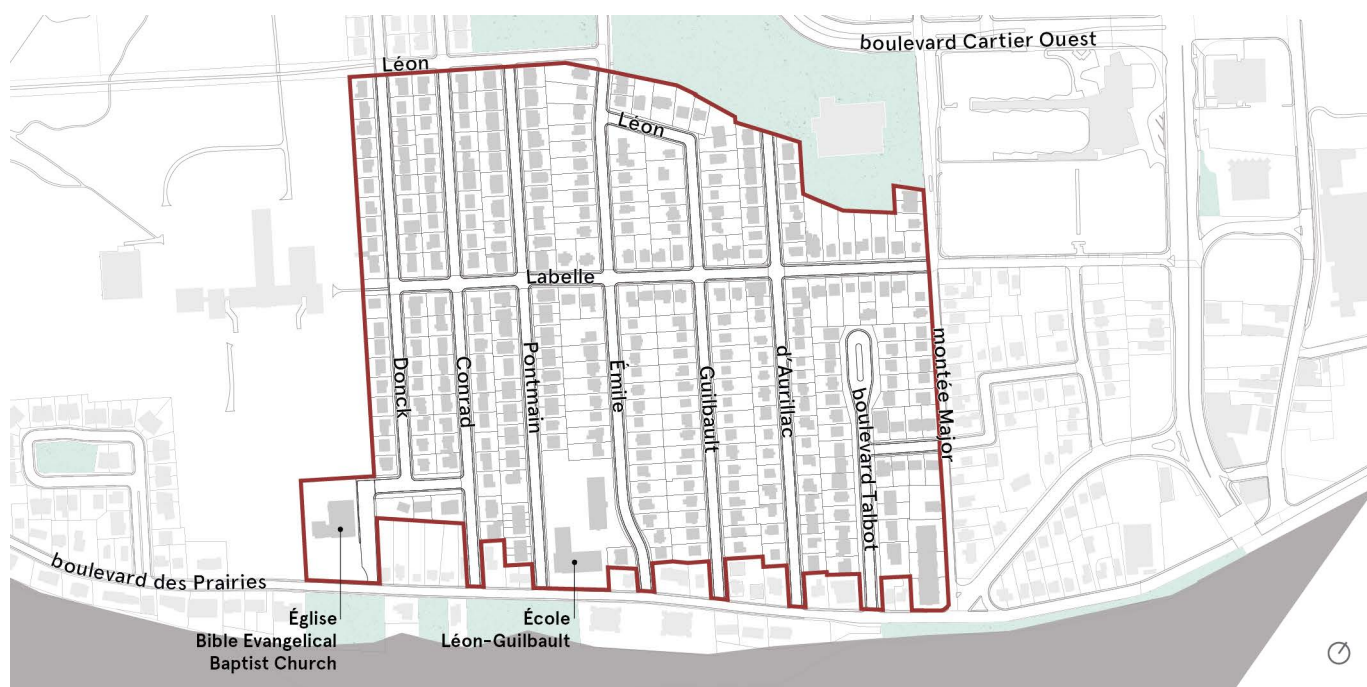 boulevard Cartier Ouest
Léon
Léon
Labelle
Donck
Conrad
Pontmain
Émile
Guilbault
d'Aurillac
boulevard Talbot
montée Major
boulevard des Prairies
Église
Bible Evangelical
Baptist Church
École
Léon-Guilbault